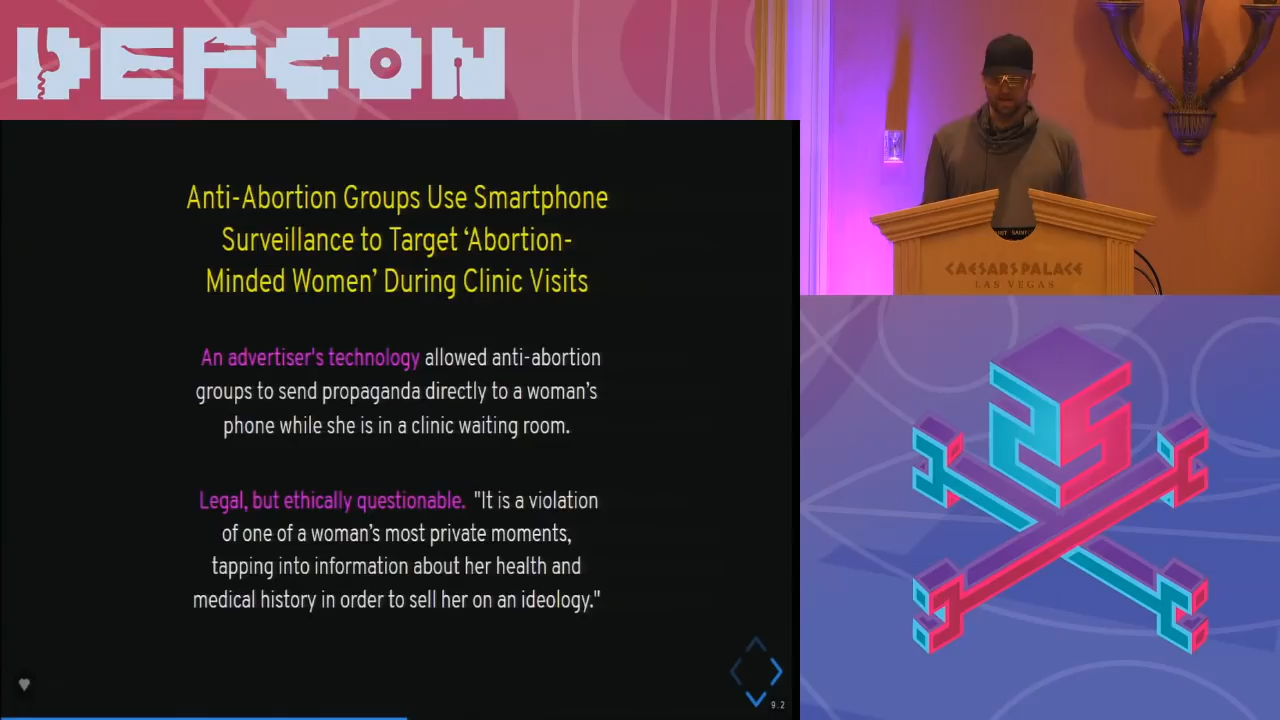 DEFCON
Anti-Abortion Groups Use Smartphone
Surveillance to Target ‘Abortion-
Minded Women’ During Clinic Visits
An advertiser's technology allowed anti-abortion
groups to send propaganda directly to a woman’s
phone while she is in a clinic waiting room.
Legal, but ethically questionable. "It is a violation
of one of a woman’s most private moments,
tapping into information about her health and
medical history in order to sell her on an ideology."
9.2
CAESARS PALACE
LAS VEGAS
25